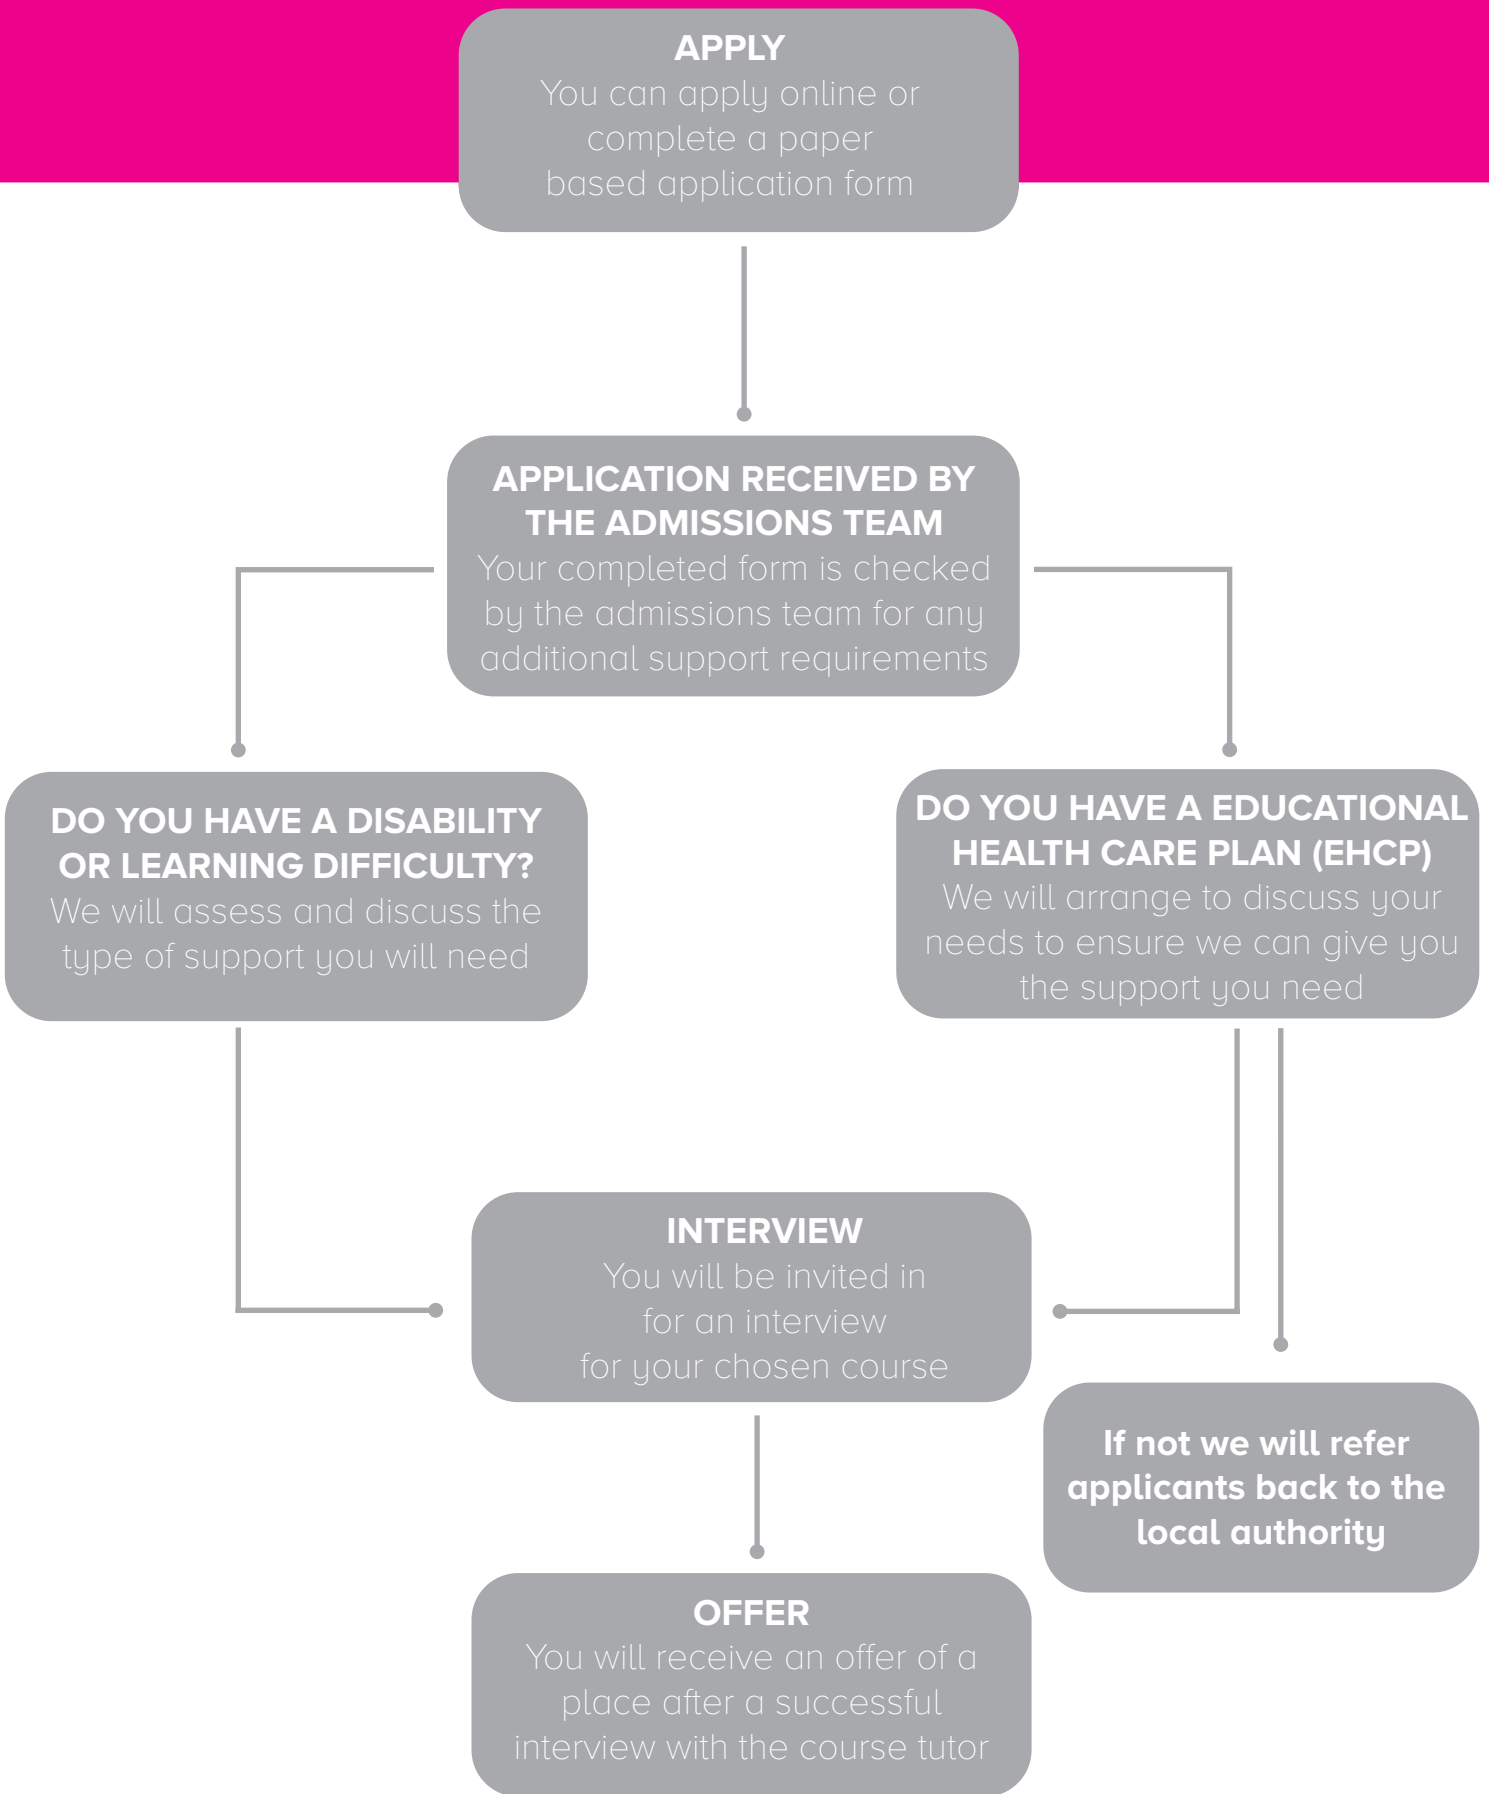 APPLY
You can apply online or
complete a paper
based application form
APPLICATION RECEIVED BY
THE ADMISSIONS TEAM
Your completed form is checked
by the admissions team for any
additional support requirements
DO YOU HAVE A DISABILITY
OR LEARNING DIFFICULTY?
We will assess and discuss the
type of support you will need
DO YOU HAVE A EDUCATIONAL
HEALTH CARE PLAN (EHCP)
We will arrange to discuss your
needs to ensure we can give you
the support you need
INTERVIEW
You will be invited in
for an interview
for your chosen course
If not we will refer
applicants back to the
local authority
OFFER
You will receive an offer of a
place after a successful
interview with the course tutor